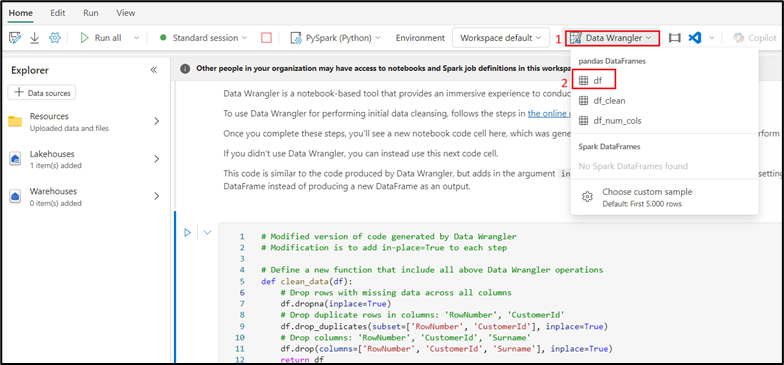 Home Edit Run View
Run all Standard session PySpark (Python) Environment Workspace default 1 Data Wrangler Copilot
Explorer
Data sources
Resources
Uploaded data and files
Lakehouses
1 item(s) added
Warehouses
0 item(s) added
Other people in your organization may have access to notebooks and Spark job definitions in this workspa
Data Wrangler is a notebook-based tool that provides an immersive experience to conduc
To use Data Wrangler for performing initial data cleansing, follows the steps in the online
Once you complete these steps, you'll see a new notebook code cell here, which was gene
perform
If you didn't use Data Wrangler, you can instead use this next code cell.
This code is similar to the code produced by Data Wrangler, but adds in the argument in
setting
DataFrame instead of producing a new DataFrame as an output.
pandas DataFrames
2 df
df_clean
df_num_cols
Spark DataFrames
No Spark DataFrames found
Choose custom sample
Default: First 5,000 rows
1 # Modified version of code generated by Data Wrangler
2 # Modification is to add in-place=True to each step
3
4 # Define a new function that include all above Data Wrangler operations
5 def clean_data(df):
6 # Drop rows with missing data across all columns
7 df.dropna(inplace=True)
8 # Drop duplicate rows in columns: 'RowNumber', 'CustomerId'
9 df.drop_duplicates(subset=['RowNumber', 'CustomerId'], inplace=True)
10 # Drop columns: 'RowNumber', 'CustomerId', 'Surname'
11 df.drop(columns=['RowNumber', 'CustomerId', 'Surname'], inplace=True)
12 return df